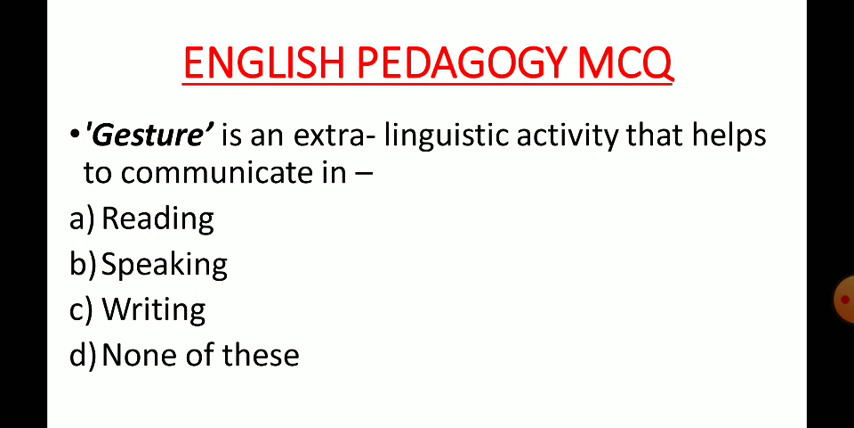 ENGLISH PEDAGOGY MCQ
•'Gesture’ is an extra- linguistic activity that helps
to communicate in –
a) Reading
b) Speaking
c) Writing
d) None of these